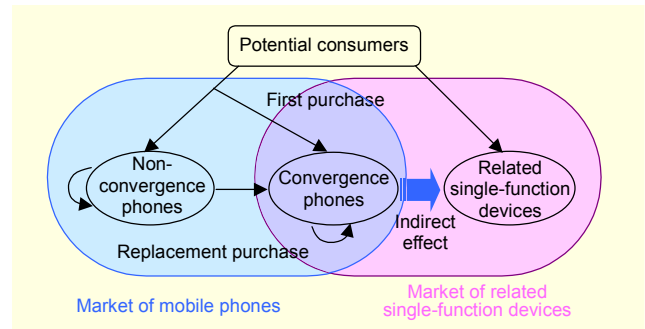 Potential consumers
First purchase
Non-
convergence
phones
Convergence
phones
Related
single-function
devices
Indirect
effect
Replacement purchase
Market of mobile phones
Market of related
single-function devices